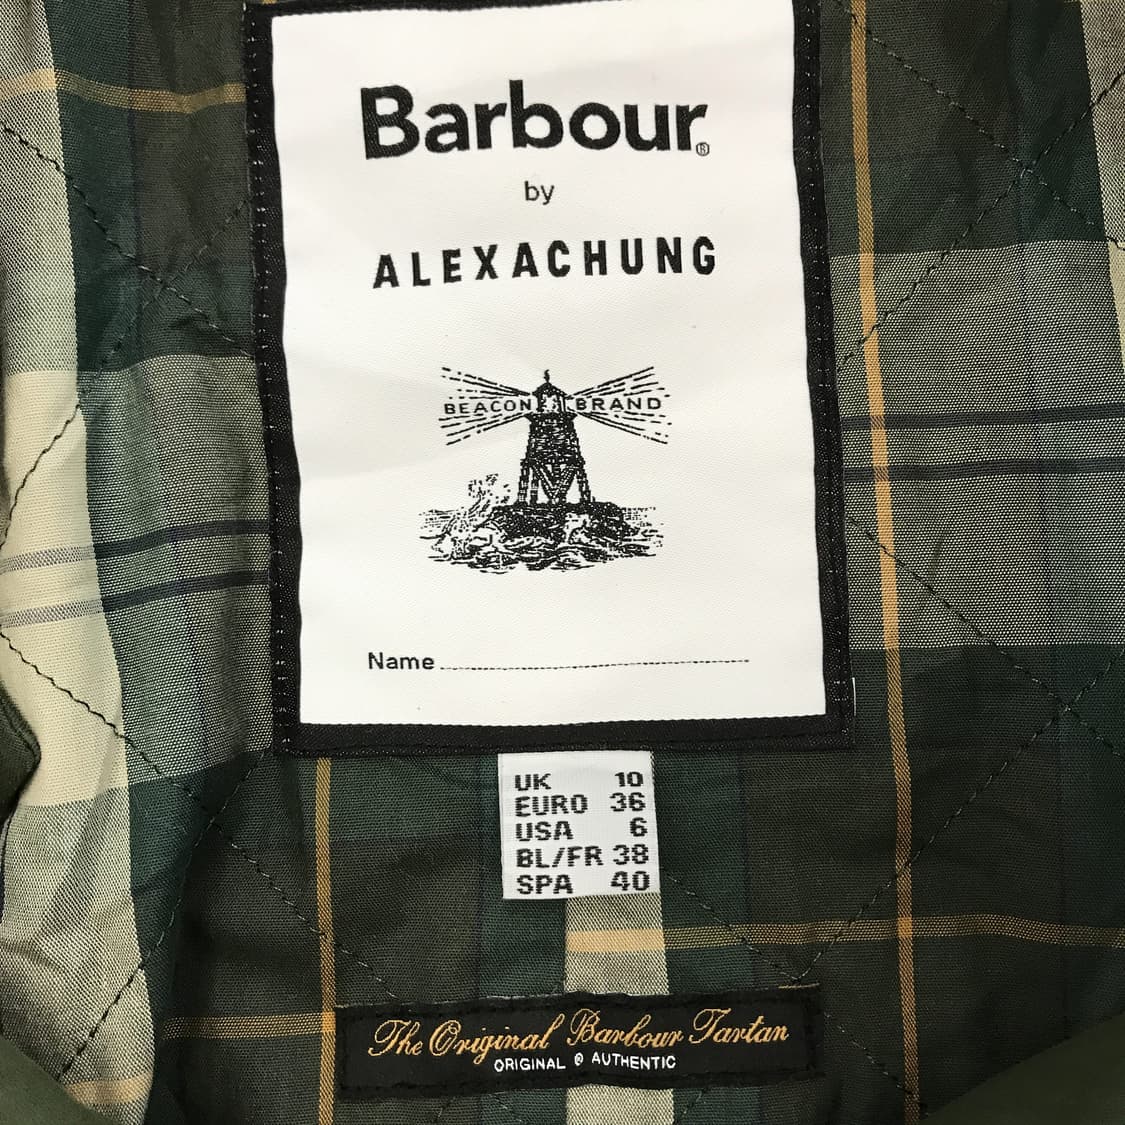 Barbour®
by
ALEXACHUNG
BEACON BRAND
Name
UK 10
EURO 36
USA 6
BL/FR 38
SPA 40
The Original Barbour Tartan
ORIGINAL @ AUTHENTIC